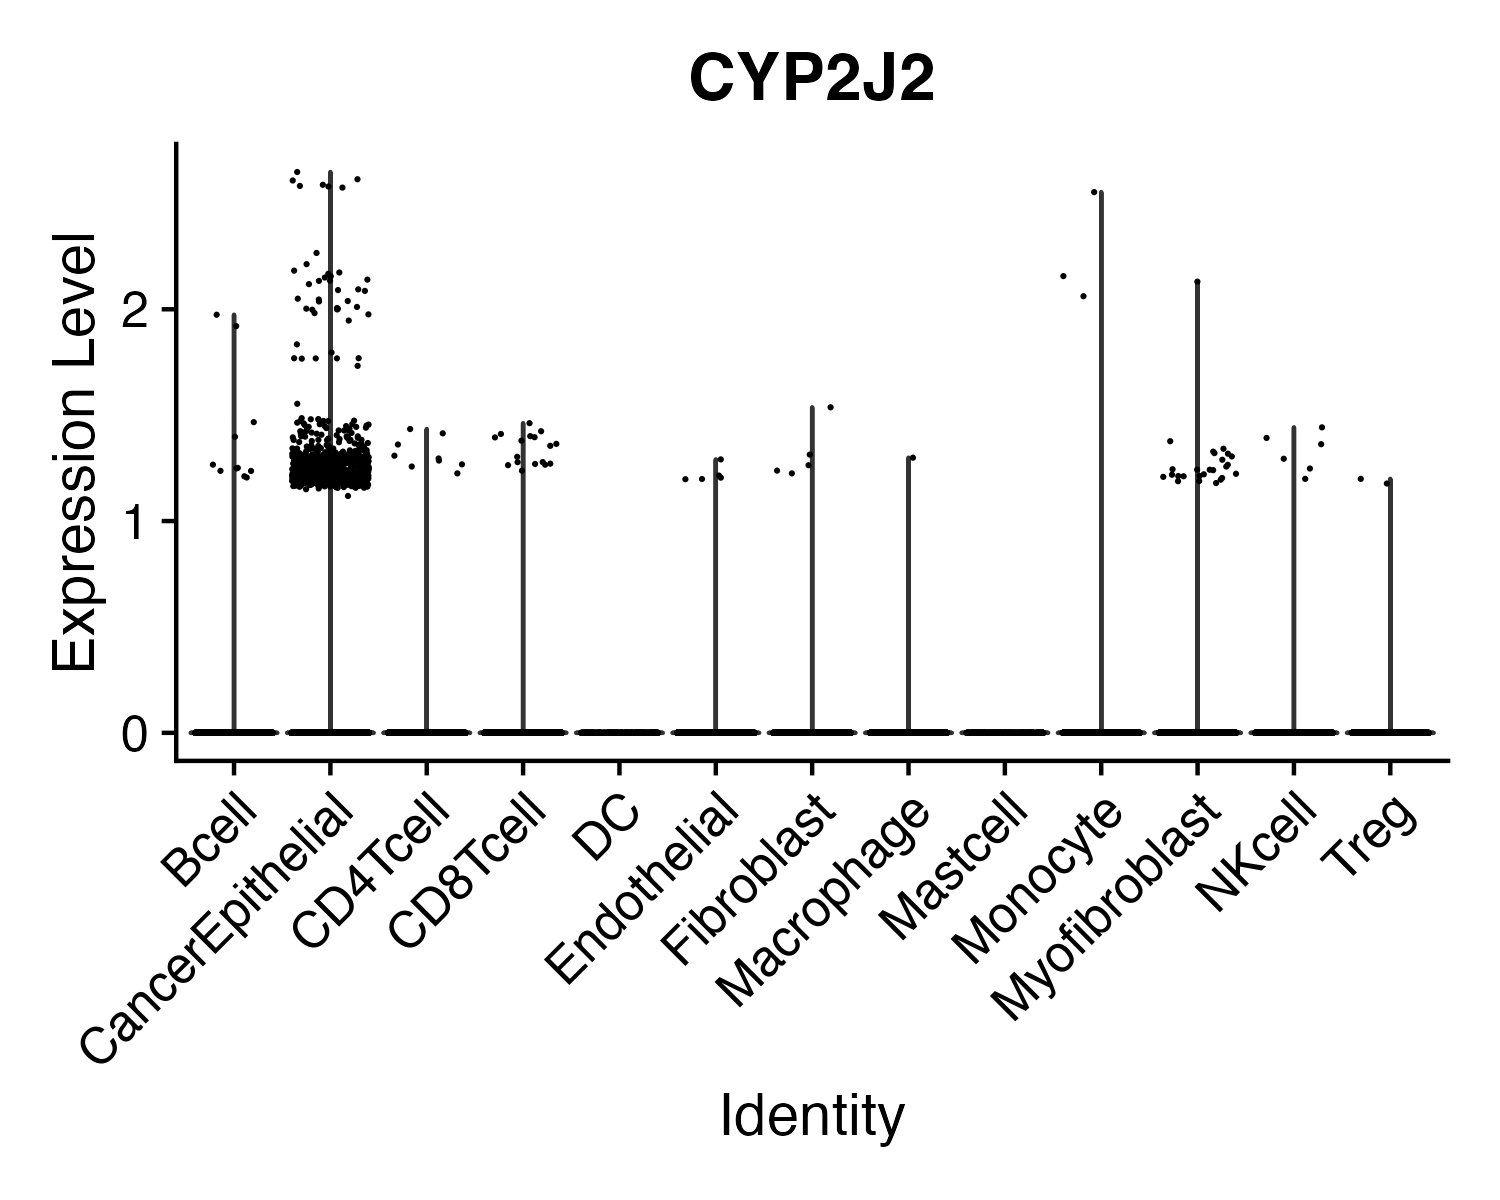 CYP2J2
Expression Level
2
1
0
Bcell
CancerEpithelial
CD4Tcell
CD8Tcell
DC
Endothelial
Fibroblast
Macrophage
Mastcell
Monocyte
Myofibroblast
NKcell
Treg
Identity